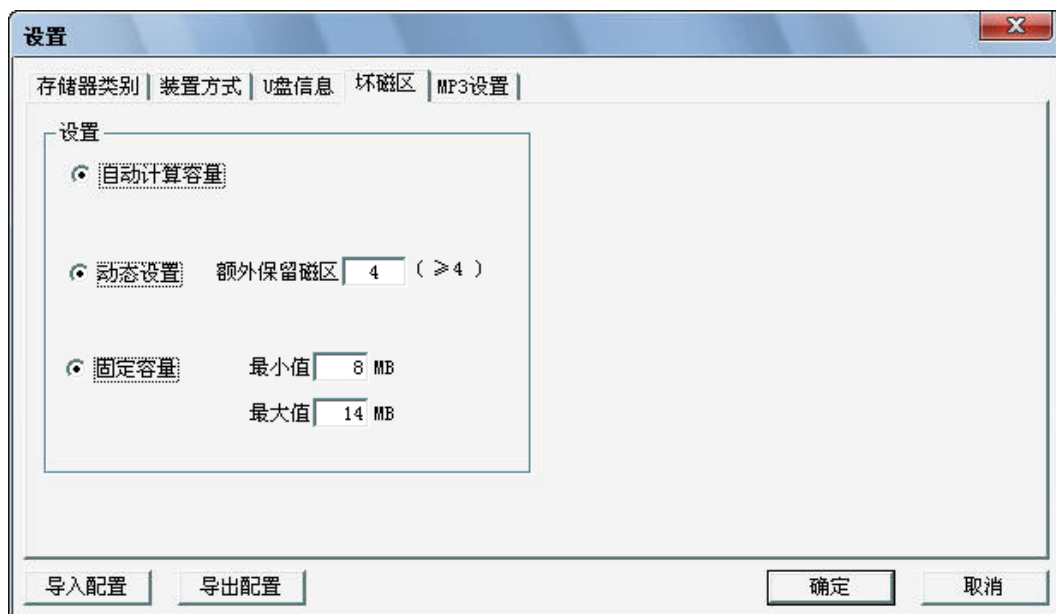 设置
存储器类别 装置方式 U盘信息 坏磁区 MP3设置
设置
自动计算容量
动态设置 额外保留磁区 4 (≥4)
固定容量 最小值 8 MB
最大值 14 MB
导入配置 导出配置 确定 取消